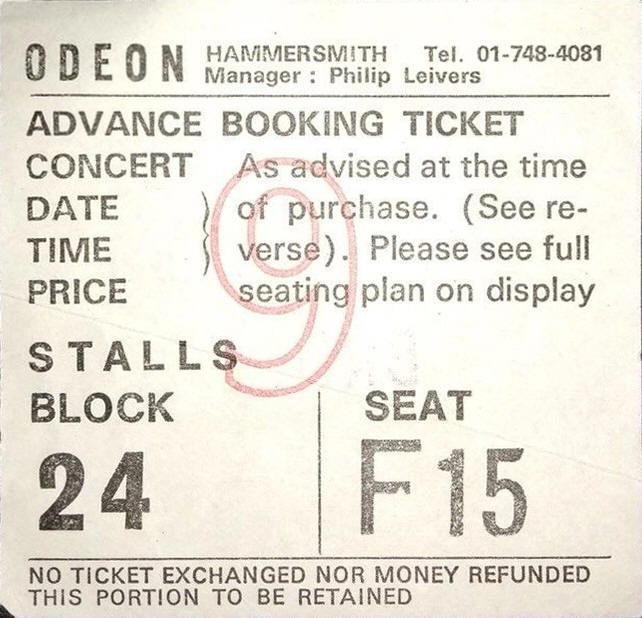 ODEON HAMMERSMITH Tel. 01-748-4081
Manager : Philip Leivers
ADVANCE BOOKING TICKET
CONCERT As advised at the time
DATE of purchase. (See re-
TIME verse). Please see full
PRICE seating plan on display
9
STALLS
BLOCK SEAT
24 F15
NO TICKET EXCHANGED NOR MONEY REFUNDED
THIS PORTION TO BE RETAINED